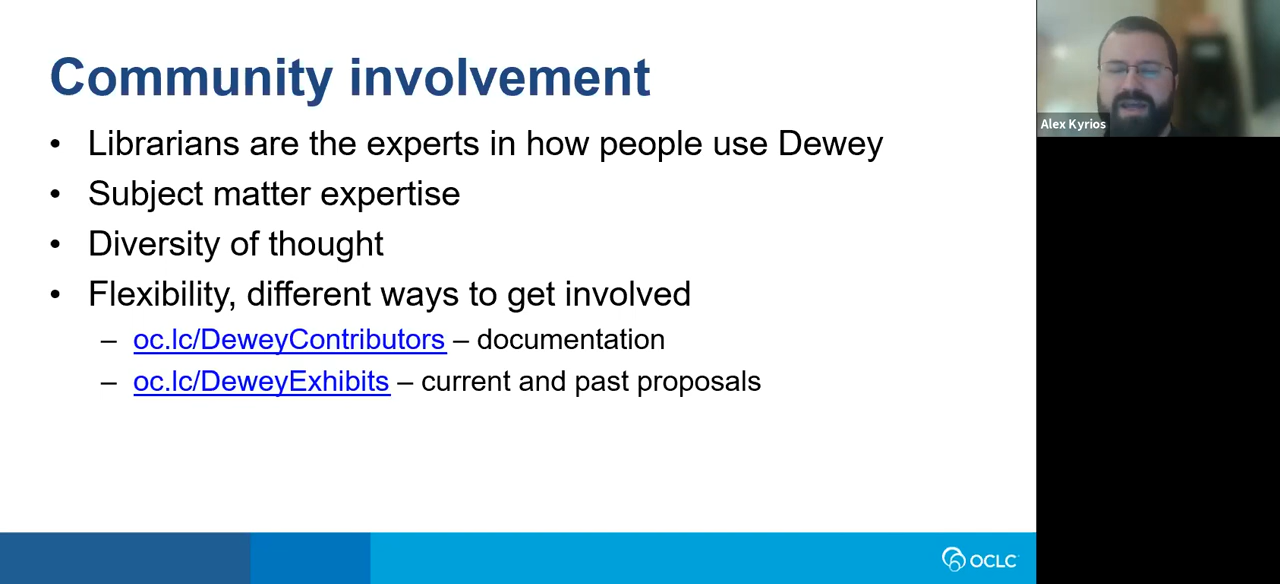 Community involvement
• Librarians are the experts in how people use Dewey
• Subject matter expertise
• Diversity of thought
• Flexibility, different ways to get involved
– oc.lc/DeweyContributors – documentation
– oc.lc/DeweyExhibits – current and past proposals
OCLC
Alex Kyrios